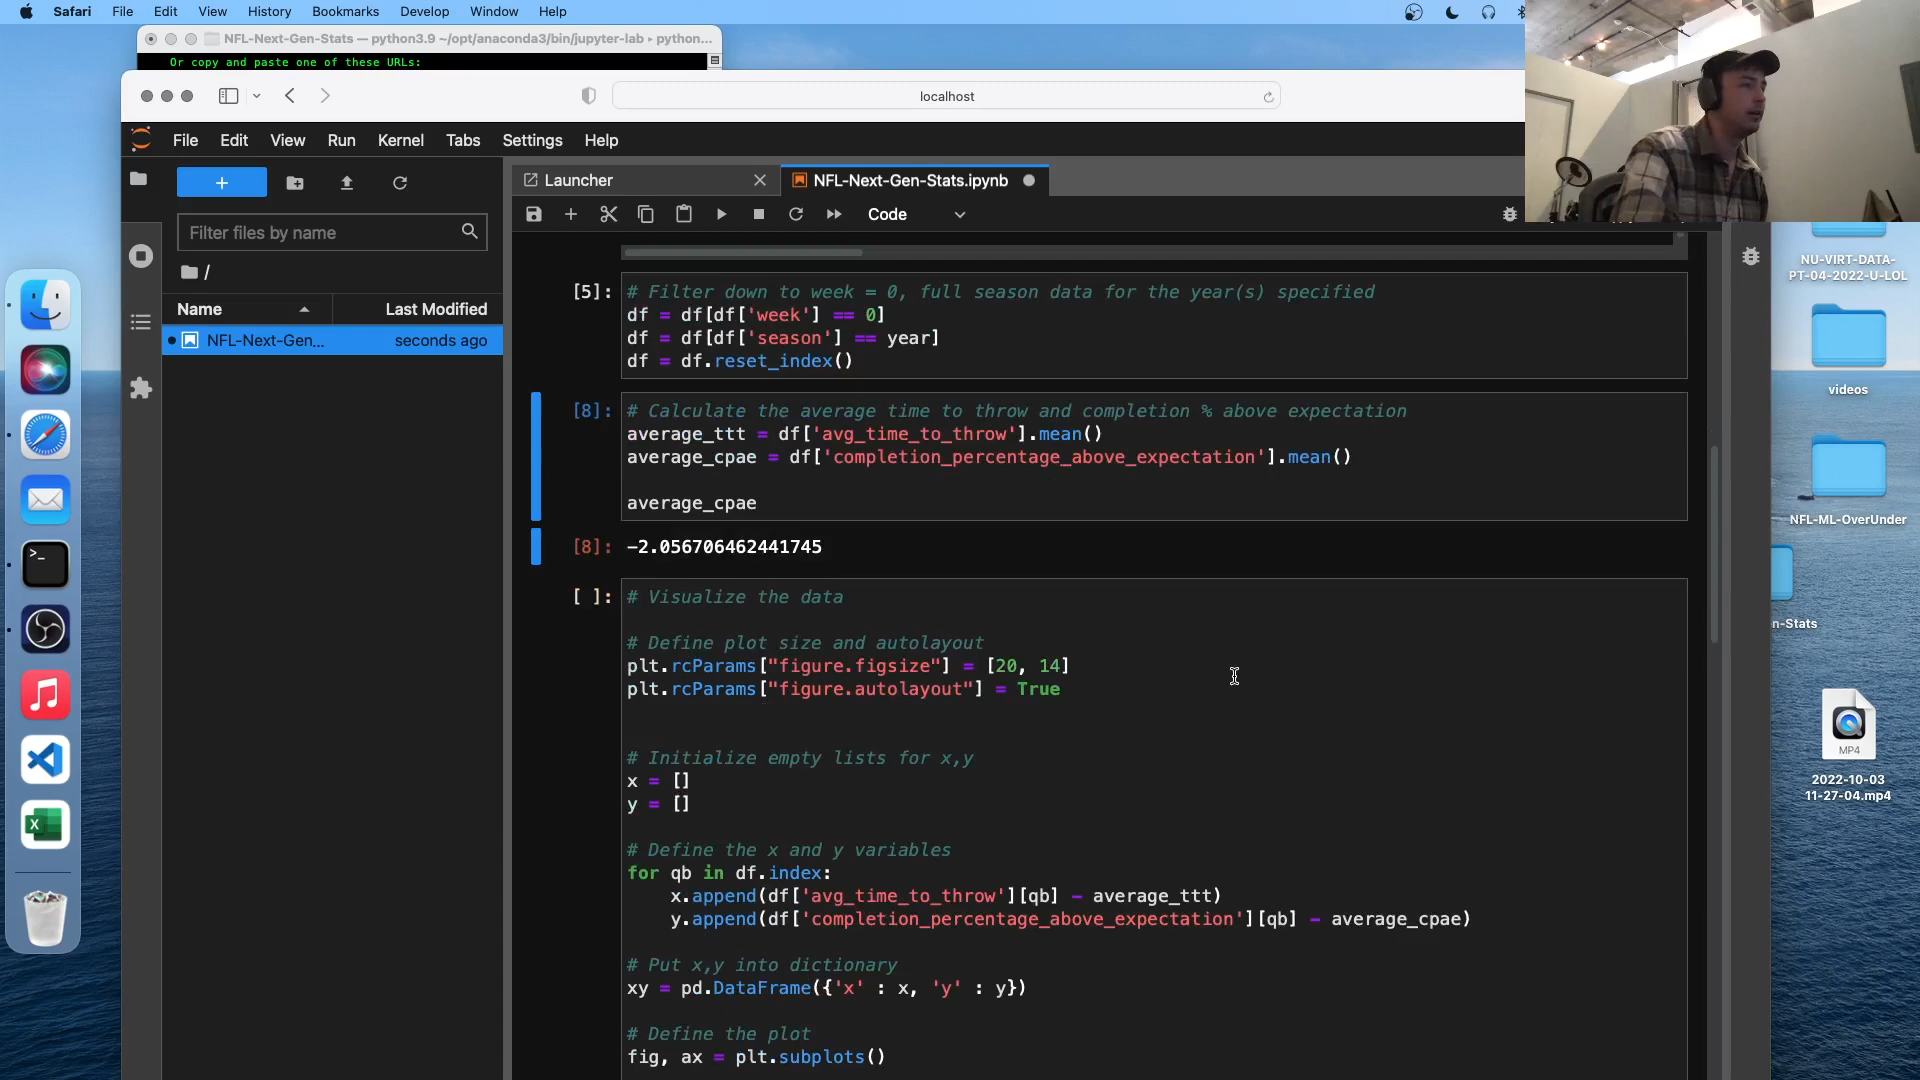 Safari File Edit View History Bookmarks Develop Window Help
NFL-Next-Gen-Stats — python3.9 ~/opt/anaconda3/bin/jupyter-lab ▸ python...
Or copy and paste one of these URLs:
localhost
File Edit View Run Kernel Tabs Settings Help
Launcher
NFL-Next-Gen-Stats.ipynb
Code
Filter files by name
/
Name Last Modified
NFL-Next-Gen... seconds ago
[5]: # Filter down to week = 0, full season data for the year(s) specified
df = df[df['week'] == 0]
df = df[df['season'] == year]
df = df.reset_index()
[8]: # Calculate the average time to throw and completion % above expectation
average_ttt = df['avg_time_to_throw'].mean()
average_cpae = df['completion_percentage_above_expectation'].mean()
average_cpae
[8]: -2.056706462441745
[ ]: # Visualize the data
# Define plot size and autolayout
plt.rcParams["figure.figsize"] = [20, 14]
plt.rcParams["figure.autolayout"] = True
# Initialize empty lists for x,y
x = []
y = []
# Define the x and y variables
for qb in df.index:
x.append(df['avg_time_to_throw'][qb] - average_ttt)
y.append(df['completion_percentage_above_expectation'][qb] - average_cpae)
# Put x,y into dictionary
xy = pd.DataFrame({'x' : x, 'y' : y})
# Define the plot
fig, ax = plt.subplots()
NU-VIRT-DATA-
PT-04-2022-U-LOL
videos
NFL-ML-OverUnder
n-Stats
MP4
2022-10-03
11-27-04.mp4